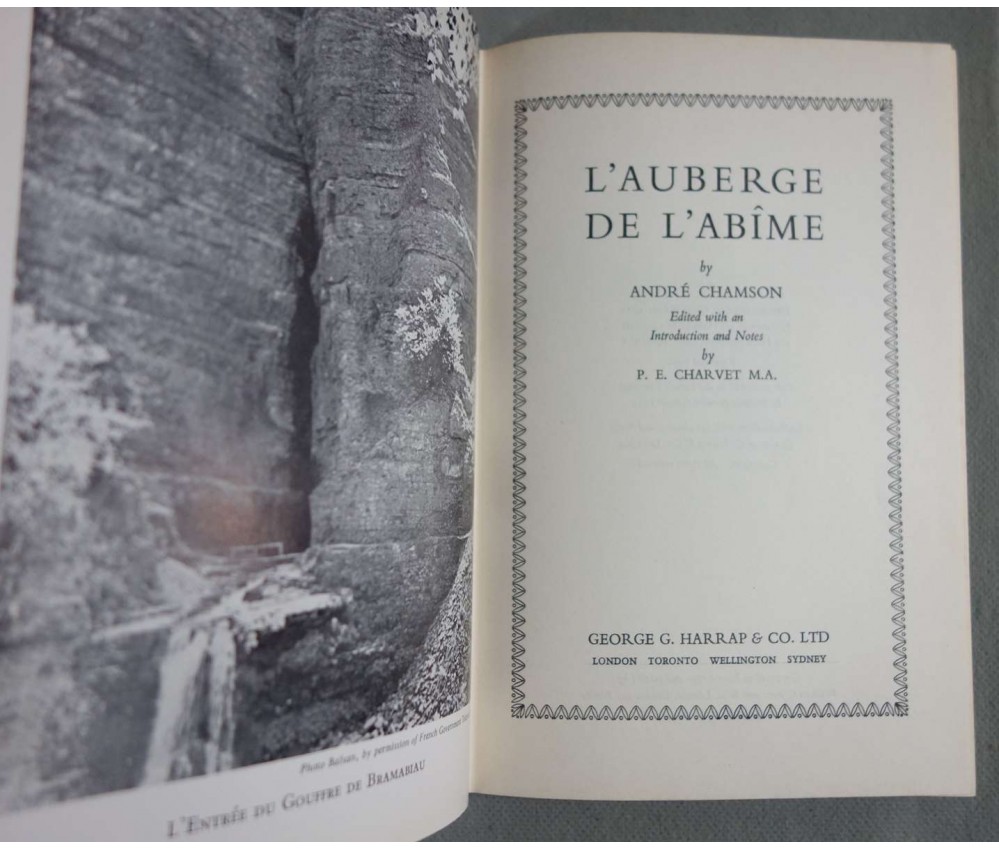 Photo Balsan, by permission of French Government
L'ENTRÉE DU GOUFFRE DE BRAMABIAU
L'AUBERGE
DE L'ABÎME
by
ANDRÉ CHAMSON
Edited with an
Introduction and Notes
by
P. E. CHARVET M.A.
GEORGE G. HARRAP & CO. LTD
LONDON TORONTO WELLINGTON SYDNEY